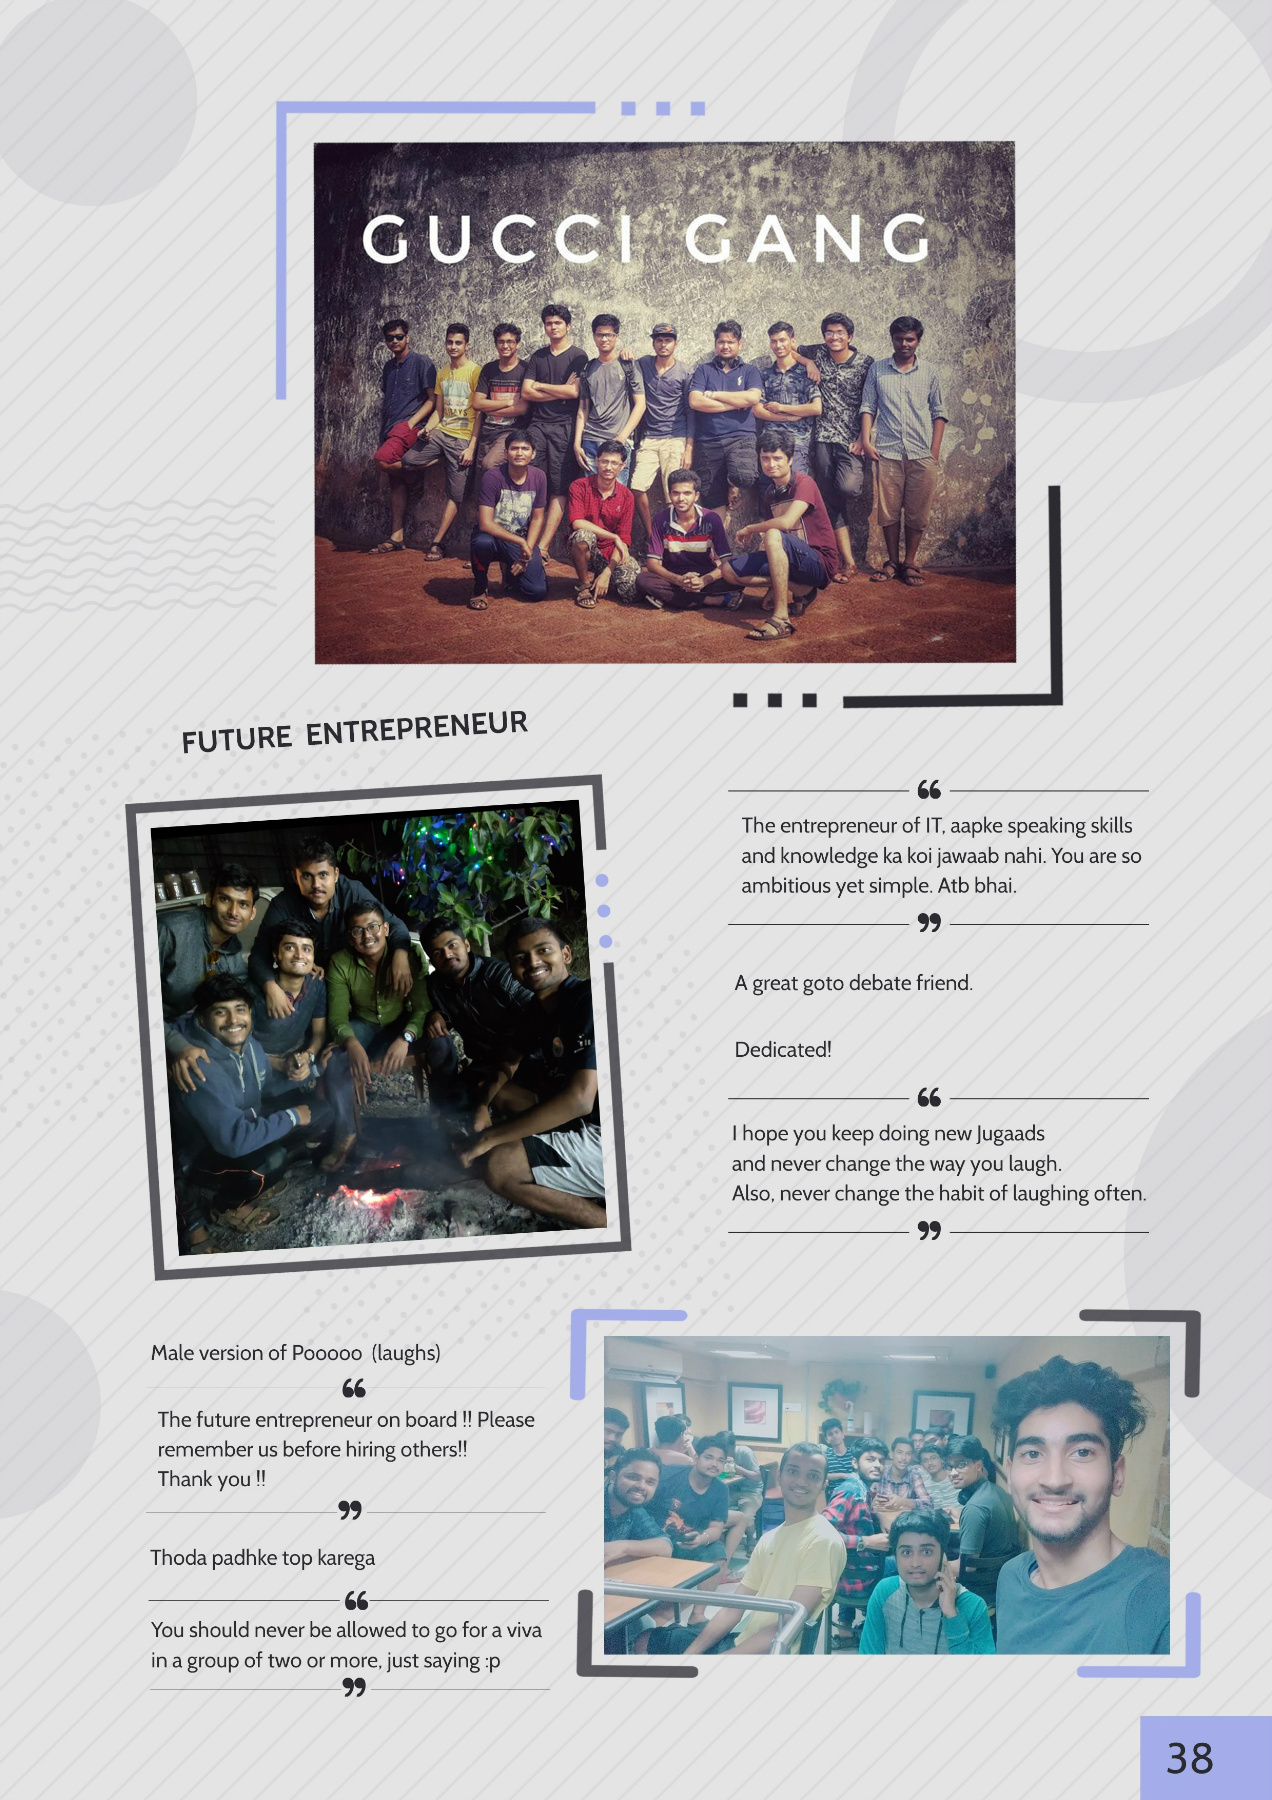 GUCCI GANG
FUTURE ENTREPRENEUR
❝
The entrepreneur of IT, aapke speaking skills
and knowledge ka koi jawaab nahi. You are so
ambitious yet simple. Atb bhai.
❞
A great goto debate friend.
Dedicated!
❝
I hope you keep doing new Jugaads
and never change the way you laugh.
Also, never change the habit of laughing often.
❞
Male version of Pooooo (laughs)
❝
The future entrepreneur on board !! Please
remember us before hiring others!!
Thank you !!
❞
Thoda padhke top karega
❝
You should never be allowed to go for a viva
in a group of two or more, just saying :p
❞
38